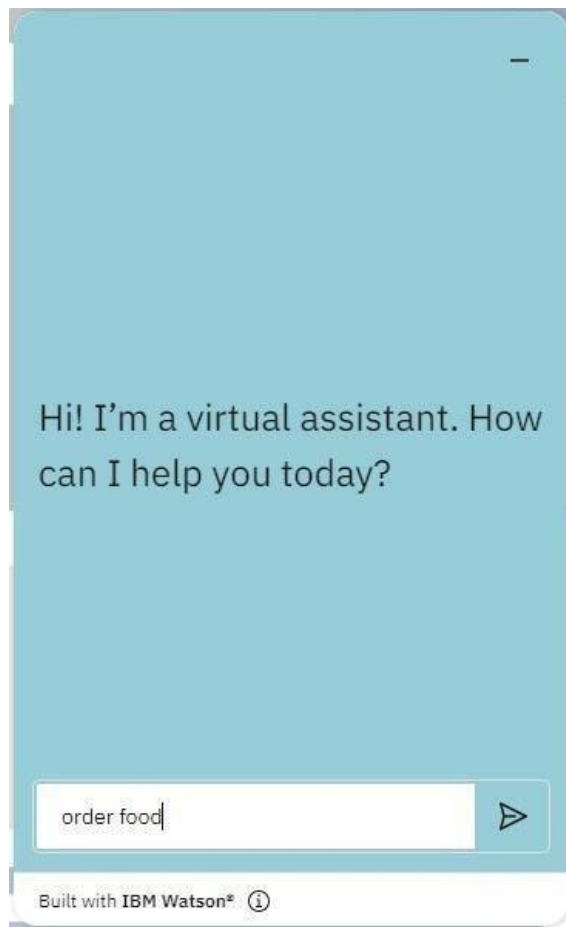 Hi! I’m a virtual assistant. How
can I help you today?
order food
Built with IBM Watson®